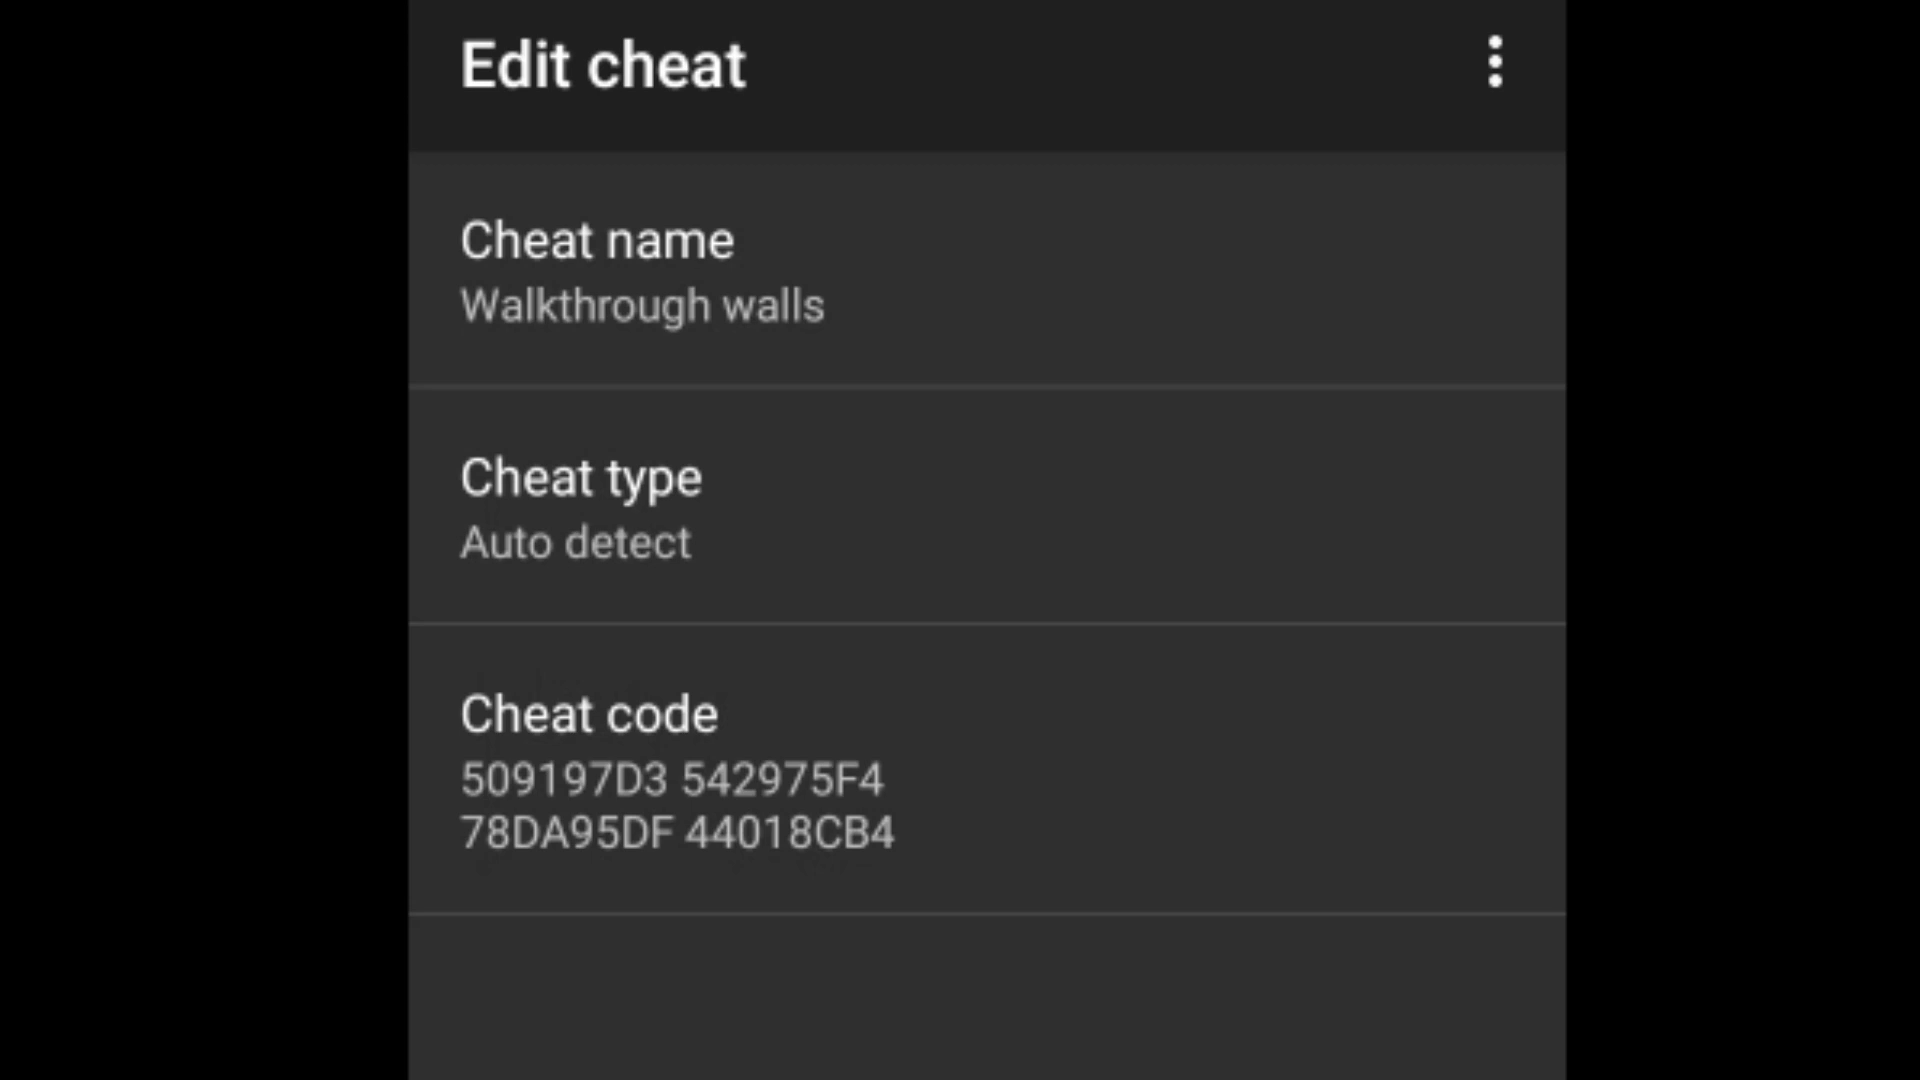 Edit cheat
Cheat name
Walkthrough walls
Cheat type
Auto detect
Cheat code
509197D3 542975F4
78DA95DF 44018CB4